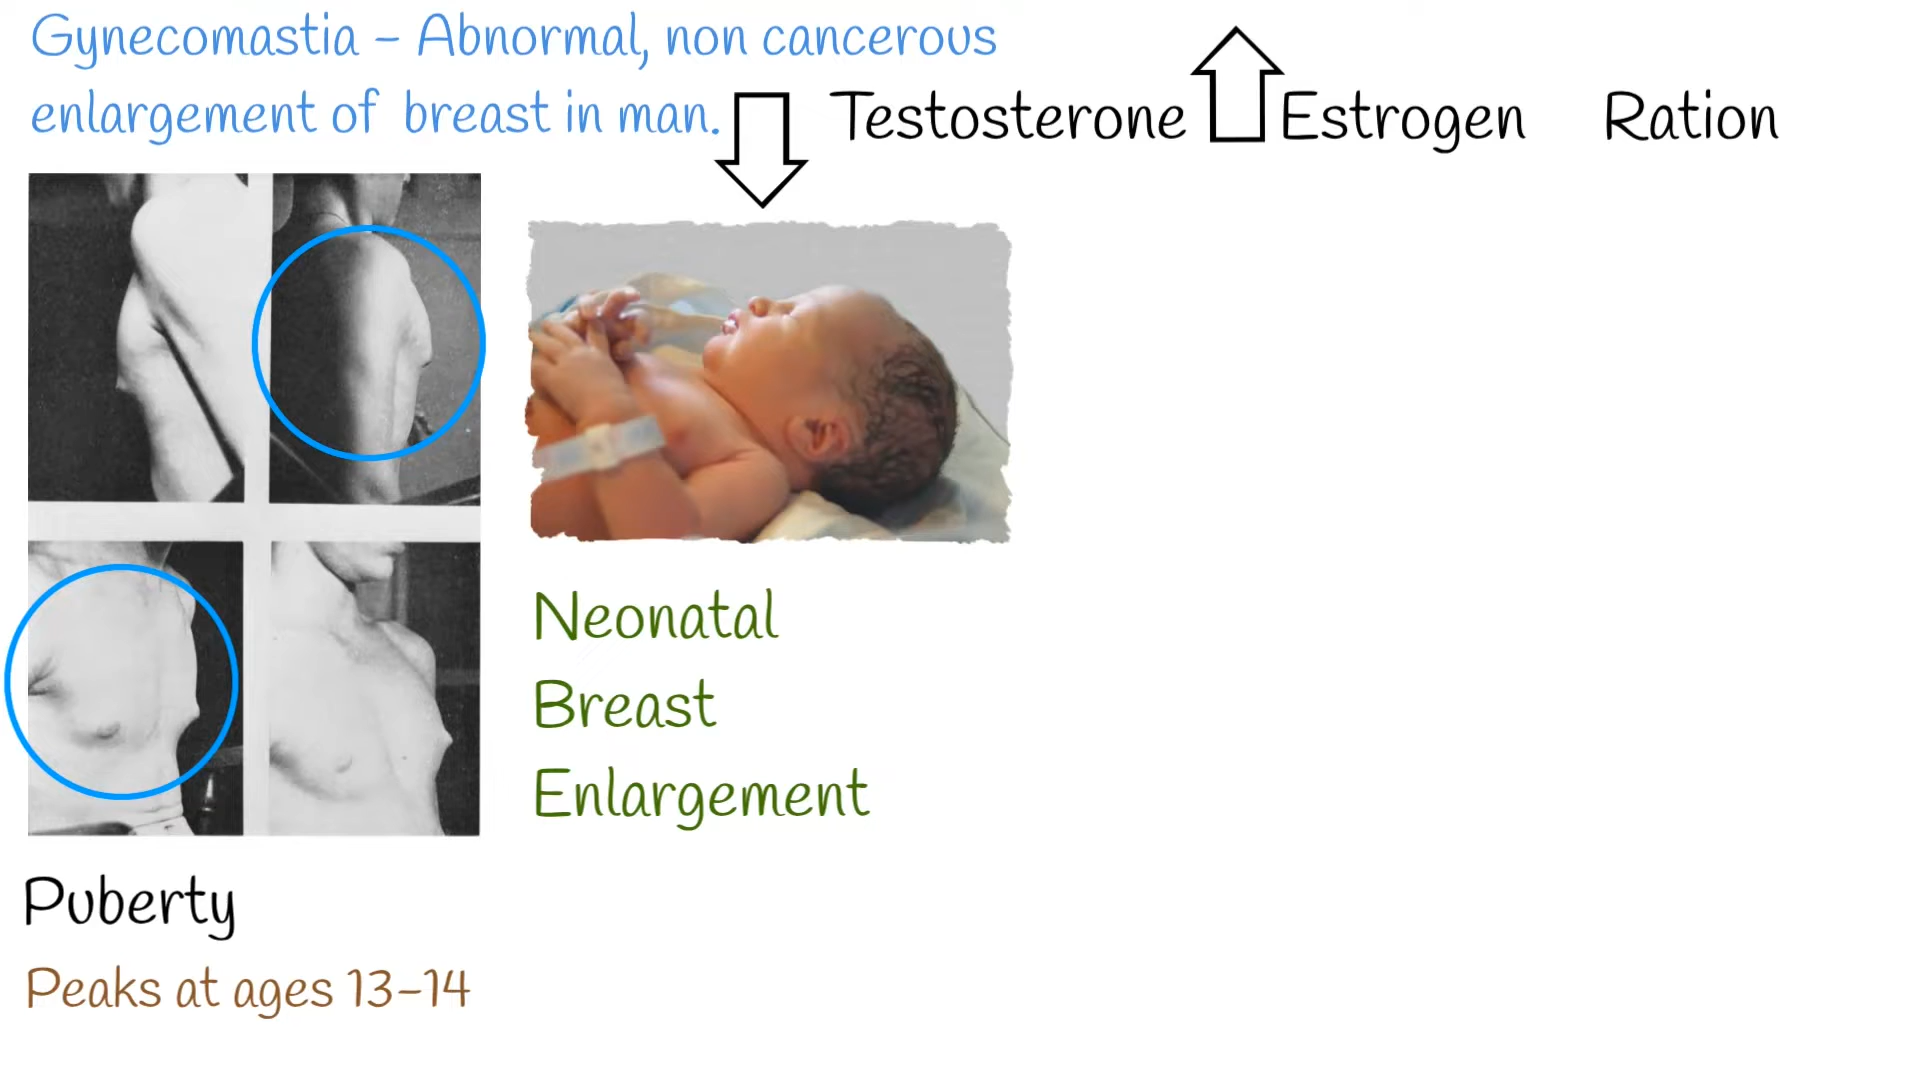 Gynecomastia - Abnormal, non cancerous
enlargement of breast in man.
Testosterone Estrogen Ration
Neonatal
Breast
Enlargement
Puberty
Peaks at ages 13-14